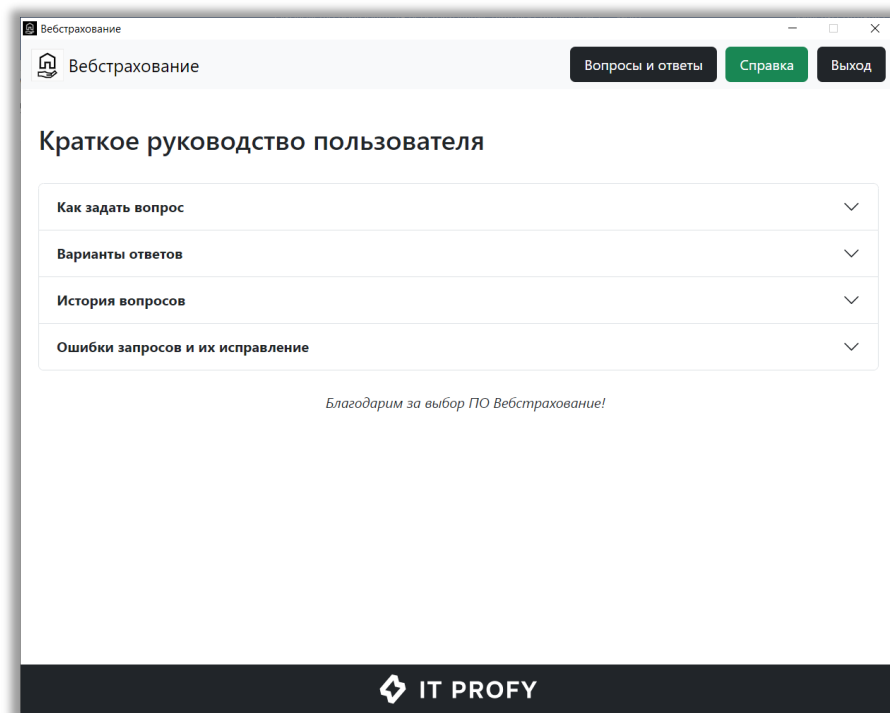 Вебстрахование
Вебстрахование
Вопросы и ответы
Справка
Выход
Краткое руководство пользователя
Как задать вопрос
Варианты ответов
История вопросов
Ошибки запросов и их исправление
Благодарим за выбор ПО Вебстрахование!
IT PROFY